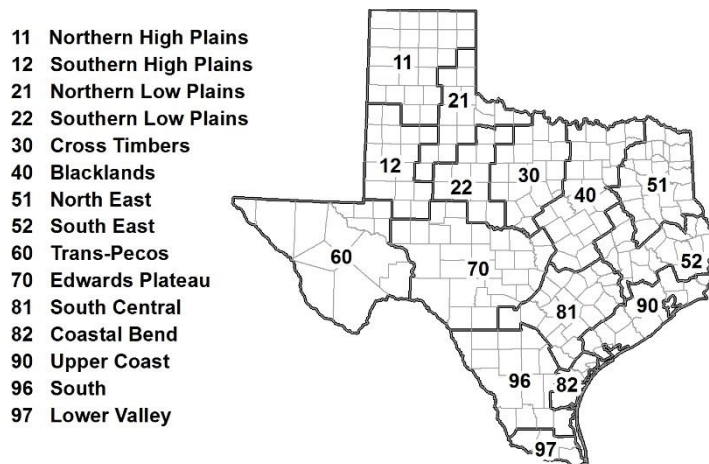 11 Northern High Plains
12 Southern High Plains
21 Northern Low Plains
22 Southern Low Plains
30 Cross Timbers
40 Blacklands
51 North East
52 South East
60 Trans-Pecos
70 Edwards Plateau
81 South Central
82 Coastal Bend
90 Upper Coast
96 South
97 Lower Valley
11
21
12
22
30
40
51
60
70
52
81
90
96
82
97